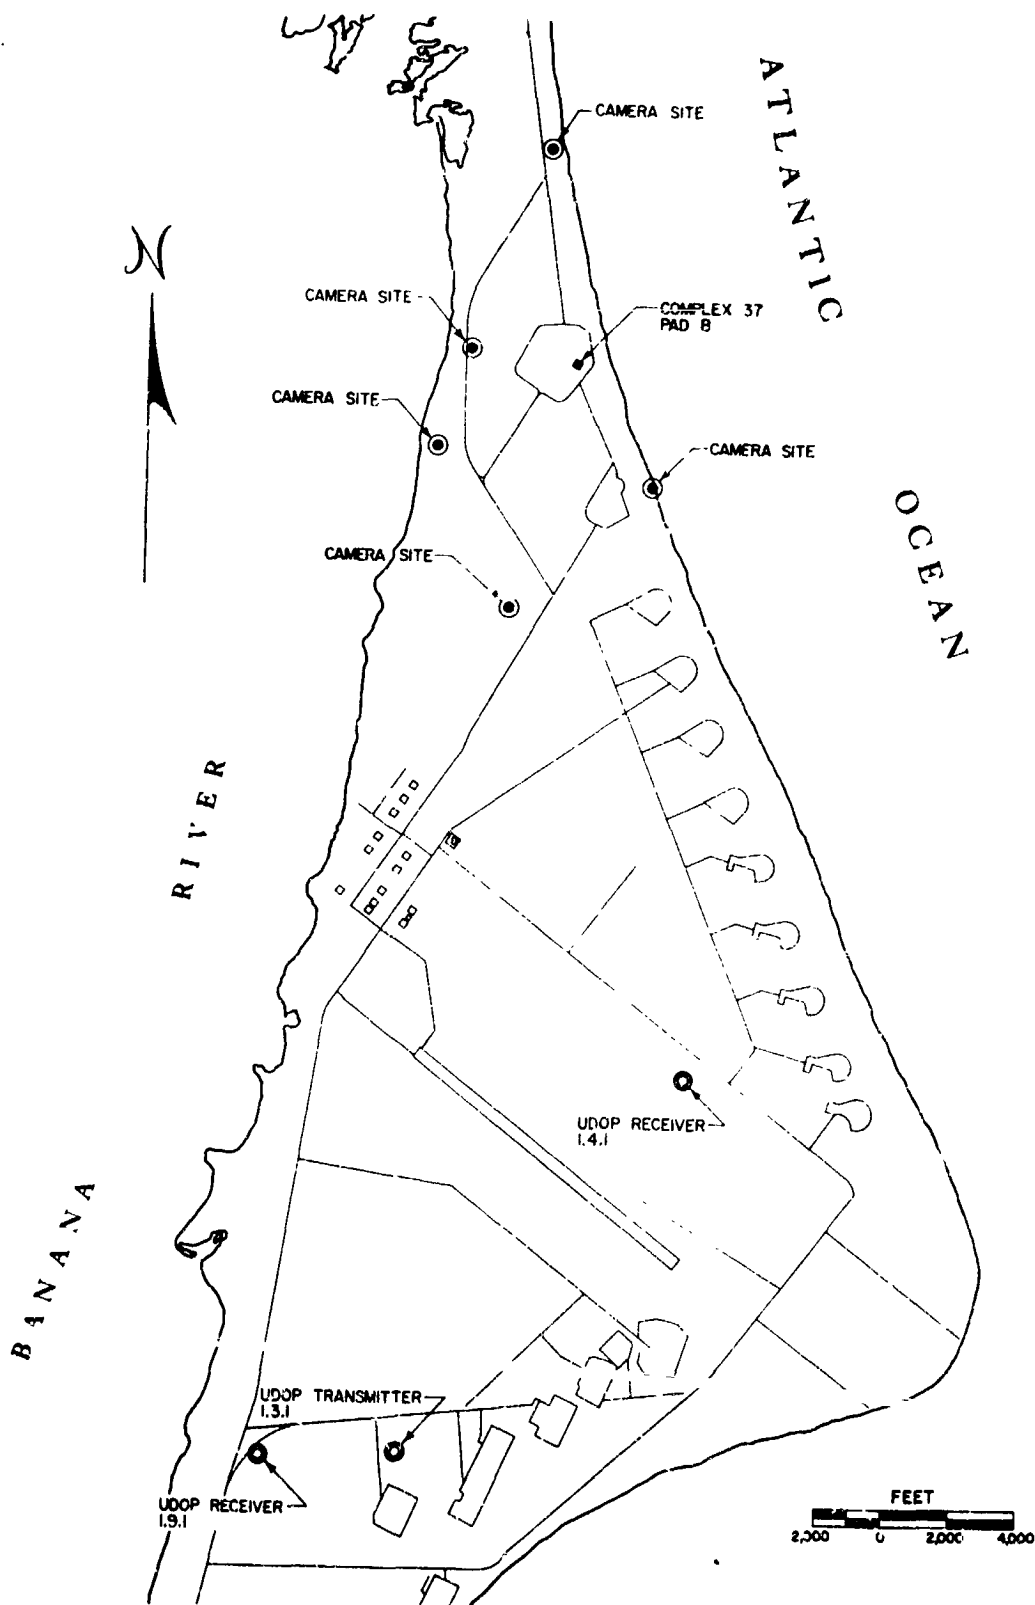 ATLANTIC
CAMERA SITE
N
CAMERA SITE
COMPLEX 37
PAD B
CAMERA SITE
CAMERA SITE
OCEAN
CAMERA SITE
RIVER
UDOP RECEIVER
1.4.1
BANANA
UDOP TRANSMITTER
1.3.1
UDOP RECEIVER
1.9.1
FEET
2,000 0 2,000 4,000